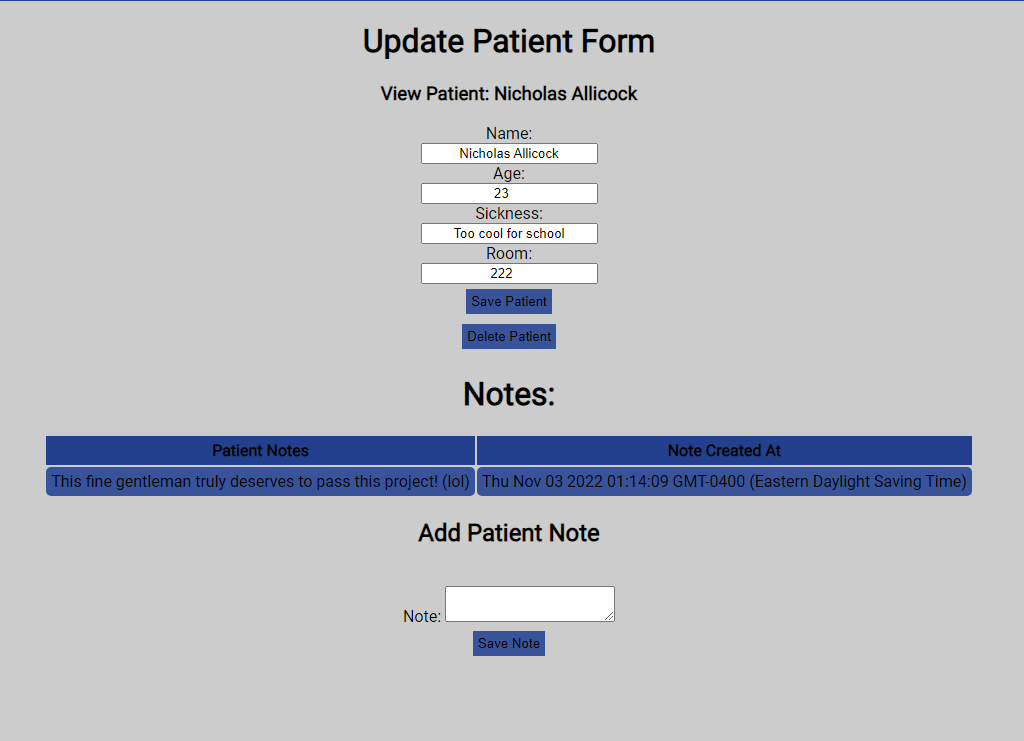 Update Patient Form
View Patient: Nicholas Allicock
Name:
Nicholas Allicock
Age:
23
Sickness:
Too cool for school
Room:
222
Save Patient
Delete Patient
Notes:
Patient Notes Note Created At
This fine gentleman truly deserves to pass this project! (lol) Thu Nov 03 2022 01:14:09 GMT-0400 (Eastern Daylight Saving Time)
Add Patient Note
Note:
Save Note